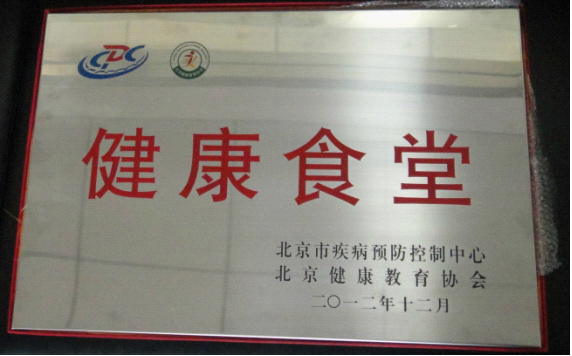 CDC
健康食堂
北京市疾病预防控制中心
北京健康教育协会
二〇一二年十二月